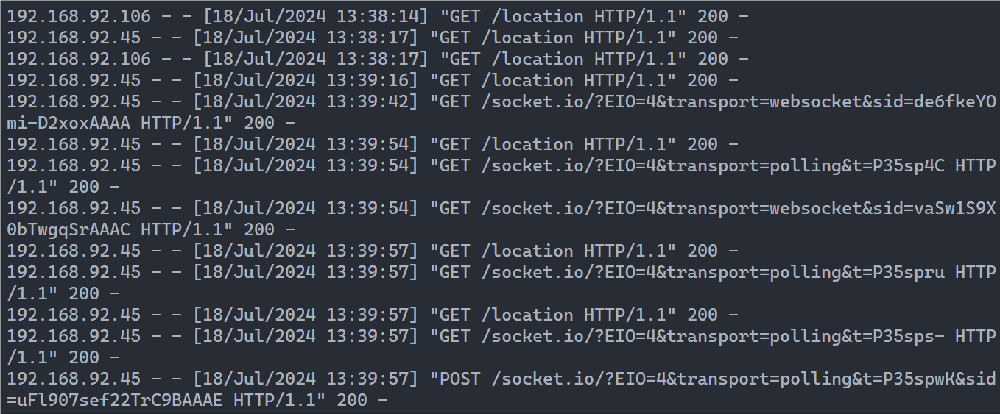 192.168.92.106 - - [18/Jul/2024 13:38:14] "GET /location HTTP/1.1" 200 -
192.168.92.45 - - [18/Jul/2024 13:38:17] "GET /location HTTP/1.1" 200 -
192.168.92.106 - - [18/Jul/2024 13:38:17] "GET /location HTTP/1.1" 200 -
192.168.92.45 - - [18/Jul/2024 13:39:16] "GET /location HTTP/1.1" 200 -
192.168.92.45 - - [18/Jul/2024 13:39:42] "GET /socket.io/?EIO=4&transport=websocket&sid=de6fkeYO
mi-D2xoxAAAA HTTP/1.1" 200 -
192.168.92.45 - - [18/Jul/2024 13:39:54] "GET /location HTTP/1.1" 200 -
192.168.92.45 - - [18/Jul/2024 13:39:54] "GET /socket.io/?EIO=4&transport=polling&t=P35sp4C HTTP
/1.1" 200 -
192.168.92.45 - - [18/Jul/2024 13:39:54] "GET /socket.io/?EIO=4&transport=websocket&sid=vaSw1S9X
0bTwgqSrAAAC HTTP/1.1" 200 -
192.168.92.45 - - [18/Jul/2024 13:39:57] "GET /location HTTP/1.1" 200 -
192.168.92.45 - - [18/Jul/2024 13:39:57] "GET /socket.io/?EIO=4&transport=polling&t=P35spru HTTP
/1.1" 200 -
192.168.92.45 - - [18/Jul/2024 13:39:57] "GET /location HTTP/1.1" 200 -
192.168.92.45 - - [18/Jul/2024 13:39:57] "GET /socket.io/?EIO=4&transport=polling&t=P35sps- HTTP
/1.1" 200 -
192.168.92.45 - - [18/Jul/2024 13:39:57] "POST /socket.io/?EIO=4&transport=polling&t=P35spwK&sid
=uFl907sef22TrC9BAAAE HTTP/1.1" 200 -